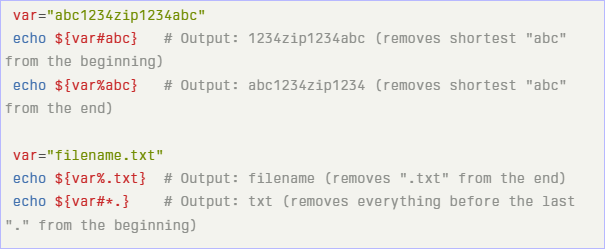 var="abc1234zip1234abc"
echo ${var#abc}   # Output: 1234zip1234abc (removes shortest "abc"
from the beginning)
echo ${var%abc}   # Output: abc1234zip1234 (removes shortest "abc"
from the end)
var="filename.txt"
echo ${var%.txt}  # Output: filename (removes ".txt" from the end)
echo ${var#*.}    # Output: txt (removes everything before the last
"." from the beginning)